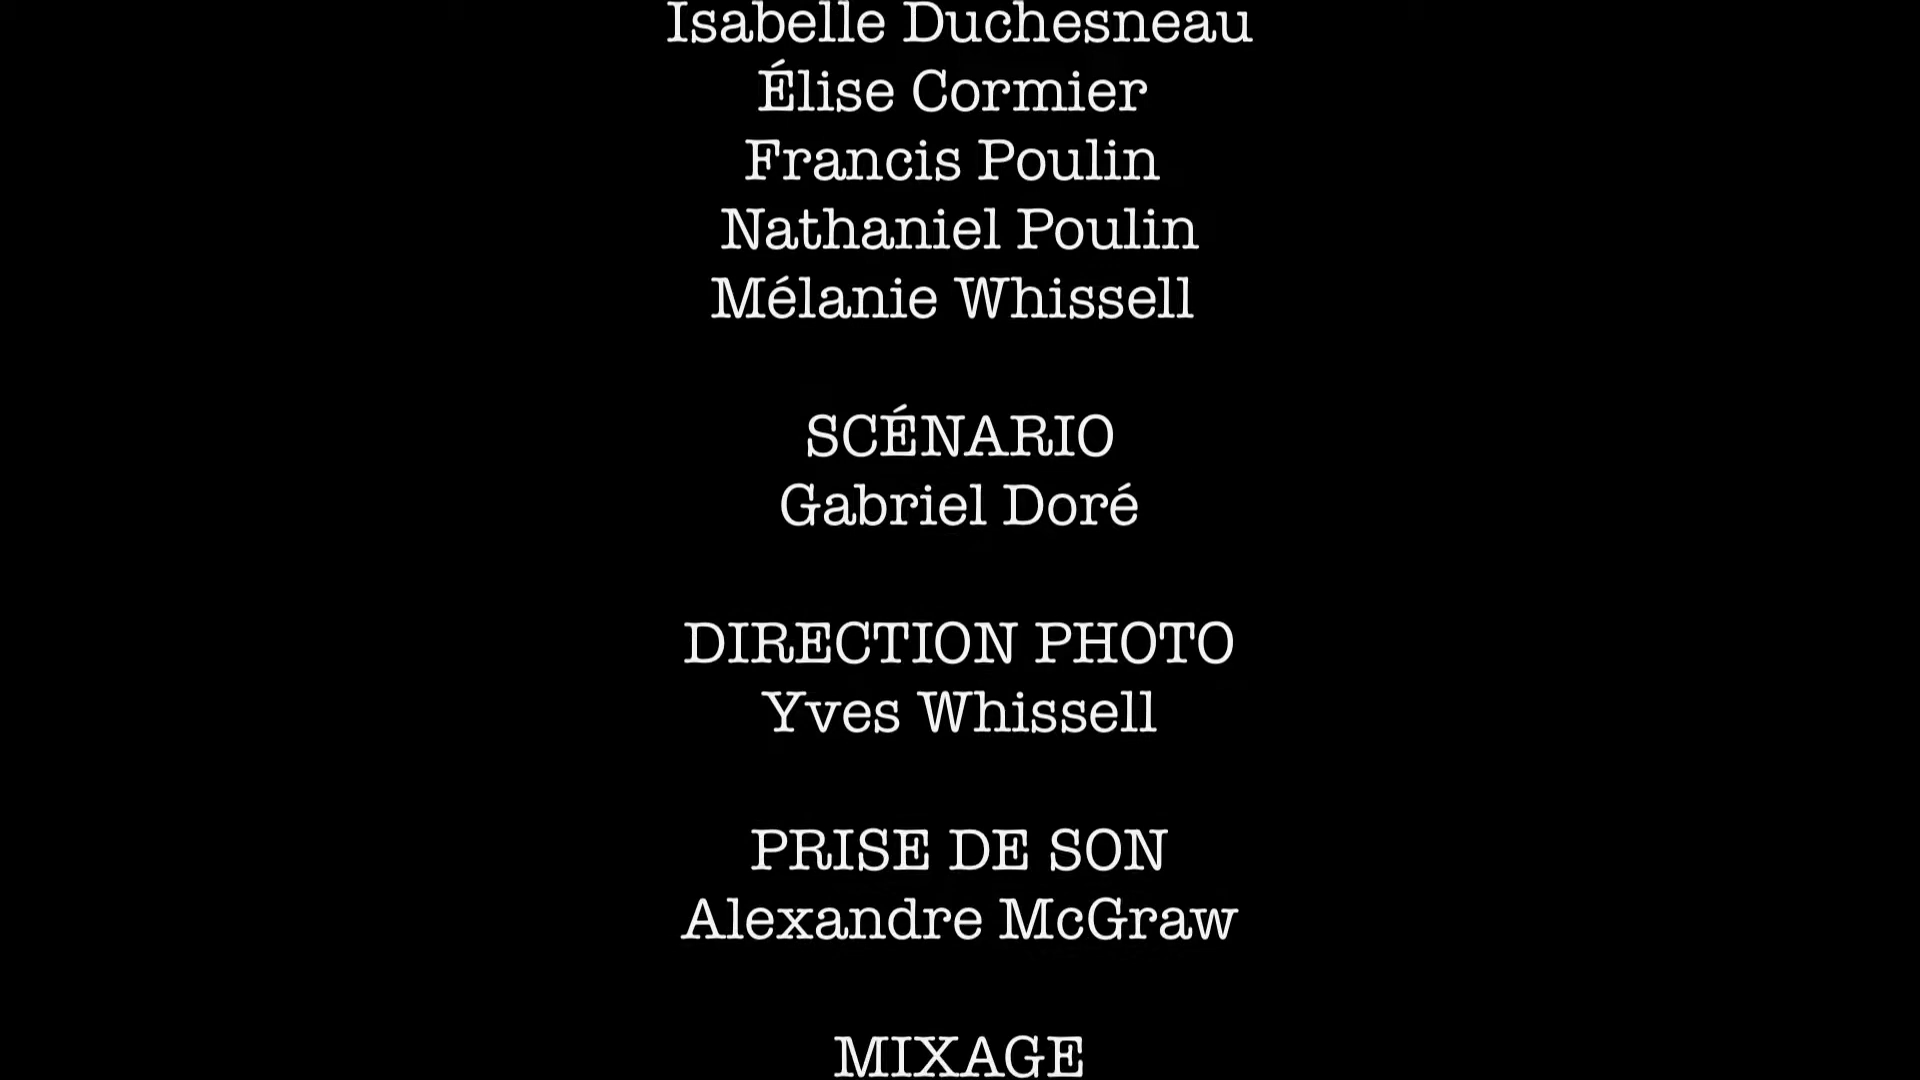 Isabelle Duchesneau
Élise Cormier
Francis Poulin
Nathaniel Poulin
Mélanie Whissell
SCÉNARIO
Gabriel Doré
DIRECTION PHOTO
Yves Whissell
PRISE DE SON
Alexandre McGraw
MIXAGE